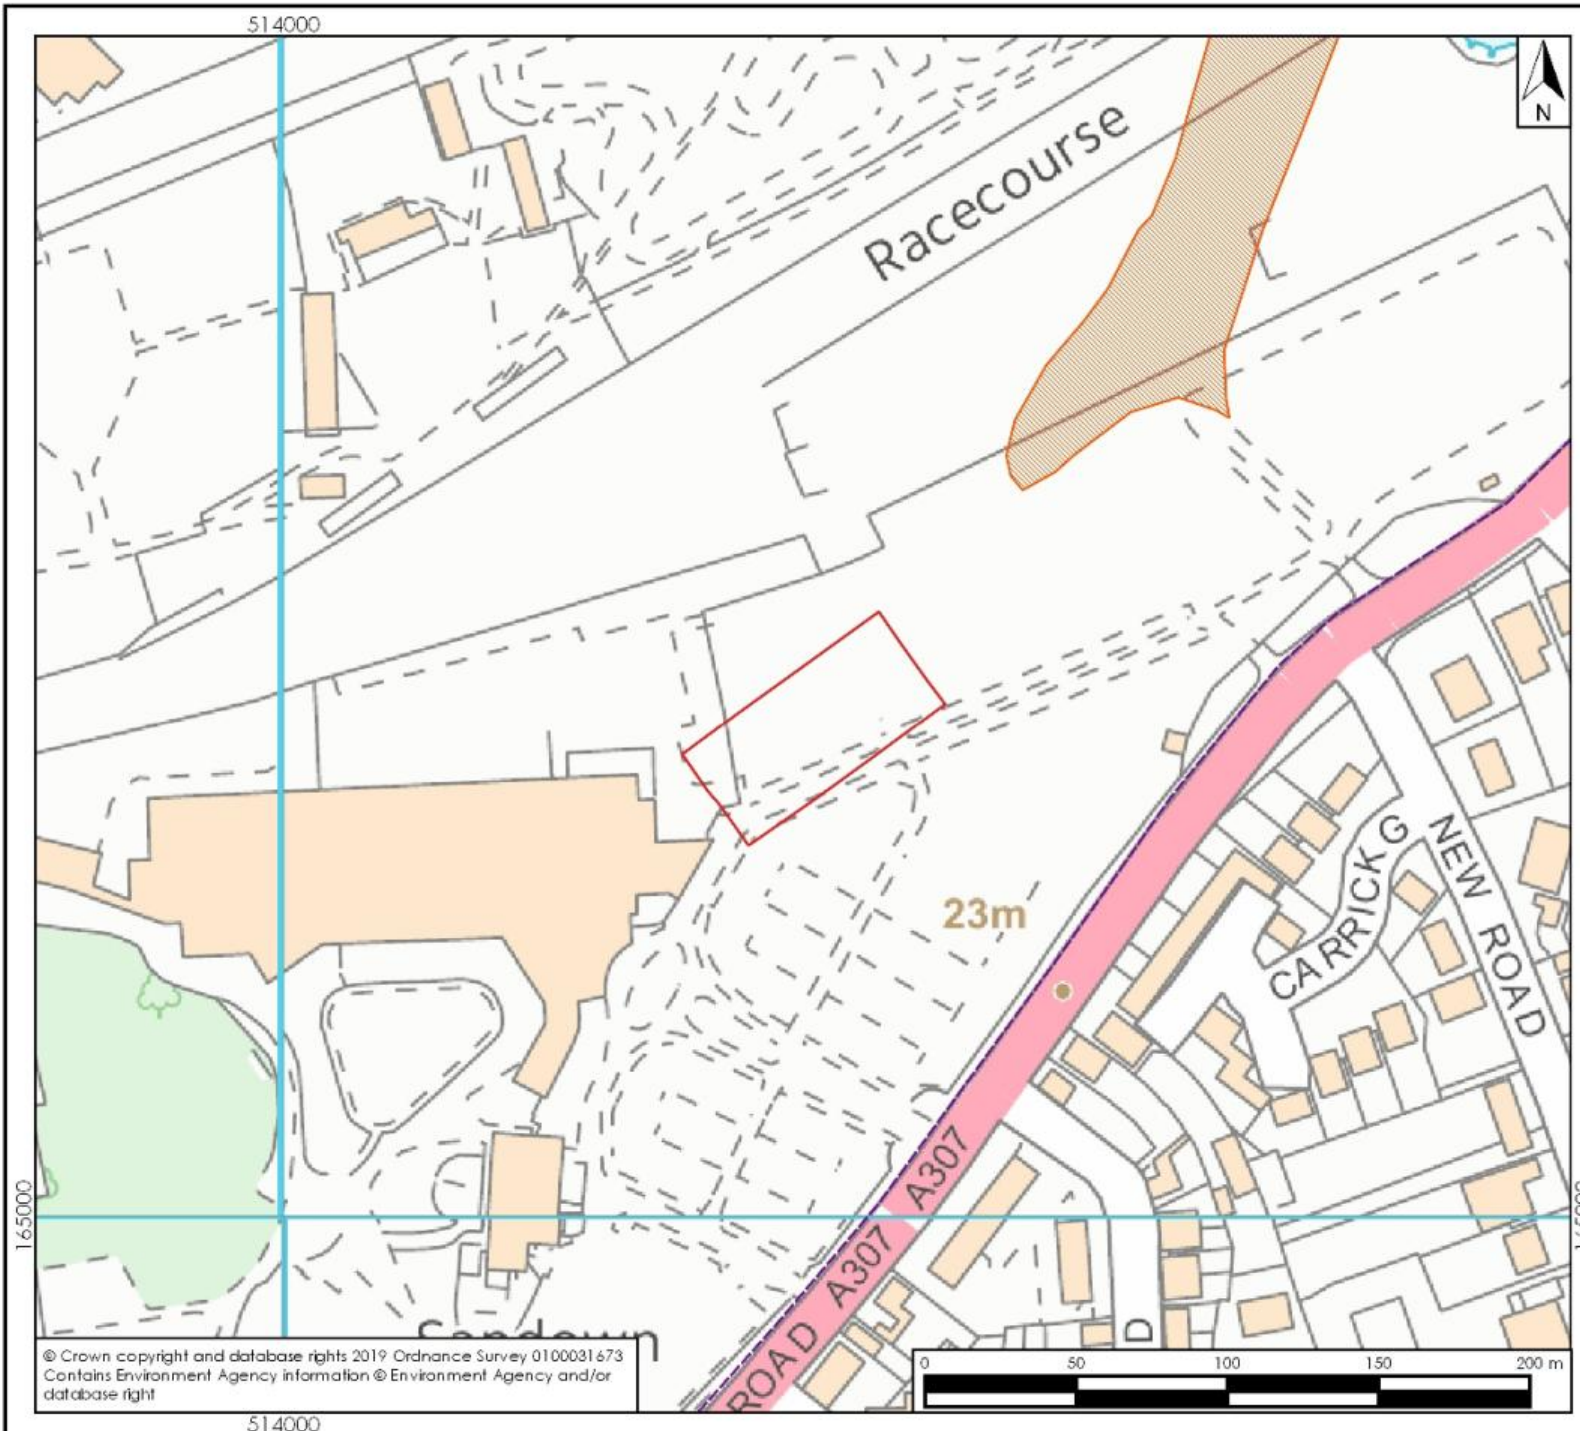 514000
N
Racecourse
23m
CARRICK G
NEW ROAD
165000
A307
A307
ROAD
D
Sandown
© Crown copyright and database rights 2019 Ordnance Survey 0100031673
Contains Environment Agency information © Environment Agency and/or
database right
0 50 100 150 200 m
514000